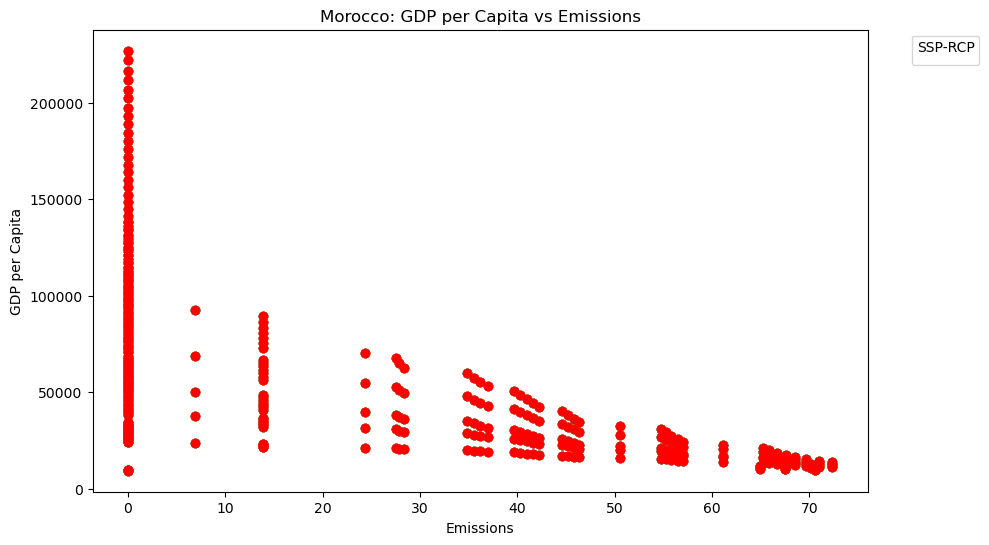 Morocco: GDP per Capita vs Emissions
SSP-RCP
GDP per Capita
200000
150000
100000
50000
0
0 10 20 30 40 50 60 70
Emissions